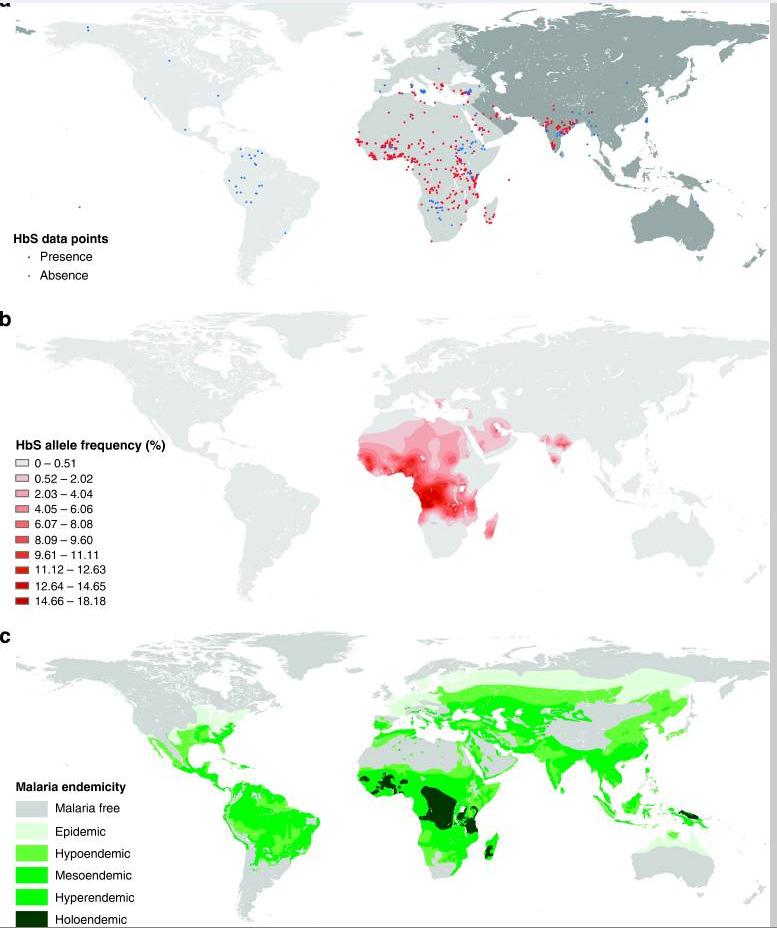 a
HbS data points
Presence
Absence
b
HbS allele frequency (%)
0 – 0.51
0.52 – 2.02
2.03 – 4.04
4.05 – 6.06
6.07 – 8.08
8.09 – 9.60
9.61 – 11.11
11.12 – 12.63
12.64 – 14.65
14.66 – 18.18
c
Malaria endemicity
Malaria free
Epidemic
Hypoendemic
Mesoendemic
Hyperendemic
Holoendemic